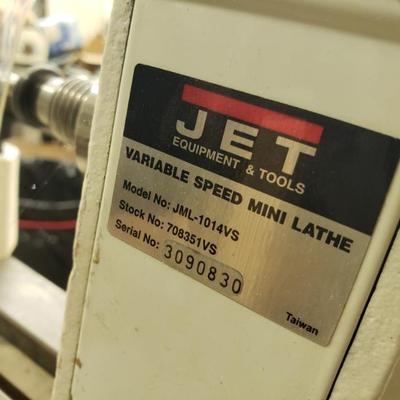 JET
EQUIPMENT & TOOLS
VARIABLE SPEED MINI LATHE
Model No: JML-1014VS
Stock No: 708351VS
Serial No: 3090830
Taiwan